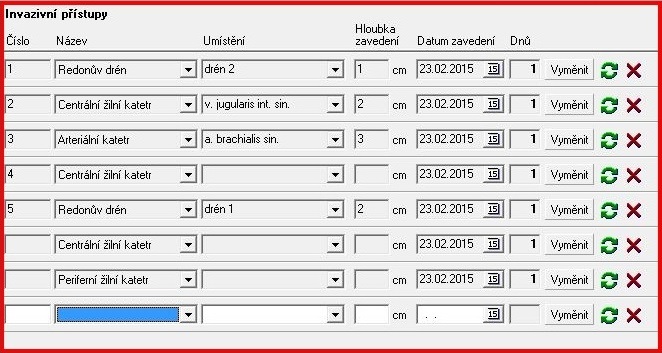 Invazivní přístupy
Číslo Název Umístění Hloubka zavedení Datum zavedení Dnů
1 Redonův drén drén 2 1 cm 23.02.2015 15 1 Vyměnit
2 Centrální žilní katetr v. jugularis int. sin. 2 cm 23.02.2015 15 1 Vyměnit
3 Arteriální katetr a. brachialis sin. 3 cm 23.02.2015 15 1 Vyměnit
4 Centrální žilní katetr cm 23.02.2015 15 1 Vyměnit
5 Redonův drén drén 1 2 cm 23.02.2015 15 1 Vyměnit
Centrální žilní katetr cm 23.02.2015 15 1 Vyměnit
Periferní žilní katetr cm 23.02.2015 15 1 Vyměnit
cm . . 15 Vyměnit